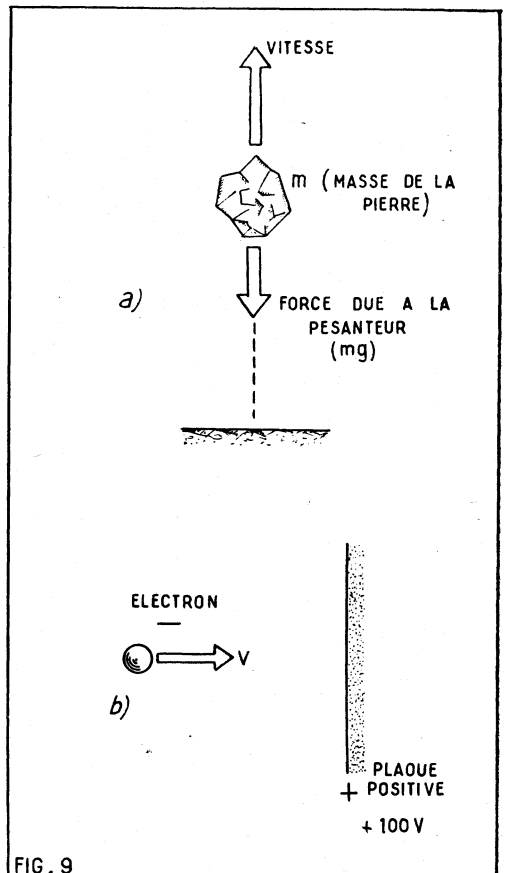 VITESSE
m (MASSE DE LA
PIERRE)
a)
FORCE DUE A LA
PESANTEUR
(mg)
ELECTRON
—
V
b)
PLAQUE
+ POSITIVE
+ 100 V
FIG. 9